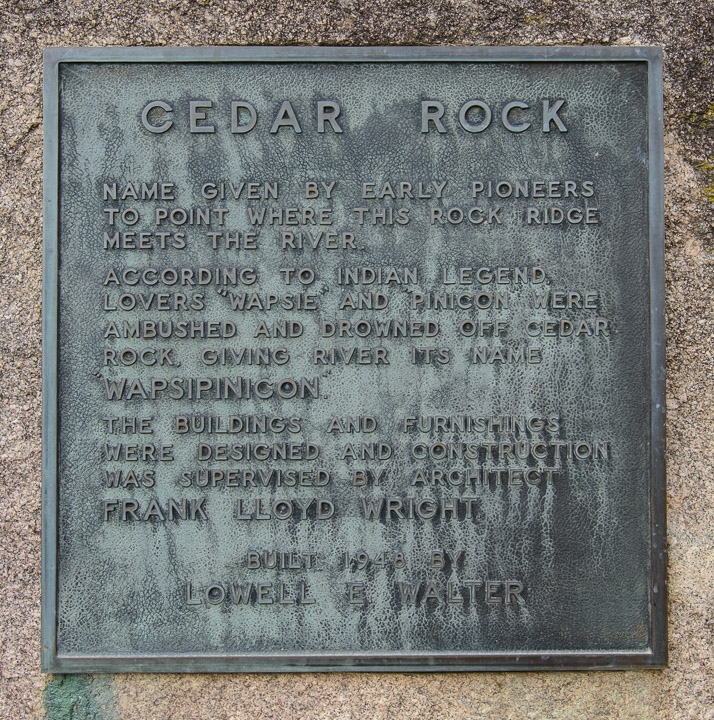 CEDAR ROCK
NAME GIVEN BY EARLY PIONEERS
TO POINT WHERE THIS ROCK RIDGE
MEETS THE RIVER.
ACCORDING TO INDIAN LEGEND,
LOVERS "WAPSIE" AND "PINICON" WERE
AMBUSHED AND DROWNED OFF CEDAR
ROCK, GIVING RIVER ITS NAME
"WAPSIPINICON".
THE BUILDINGS AND FURNISHINGS
WERE DESIGNED AND CONSTRUCTION
WAS SUPERVISED BY ARCHITECT
FRANK LLOYD WRIGHT
BUILT 1948 BY
LOWELL E WALTER